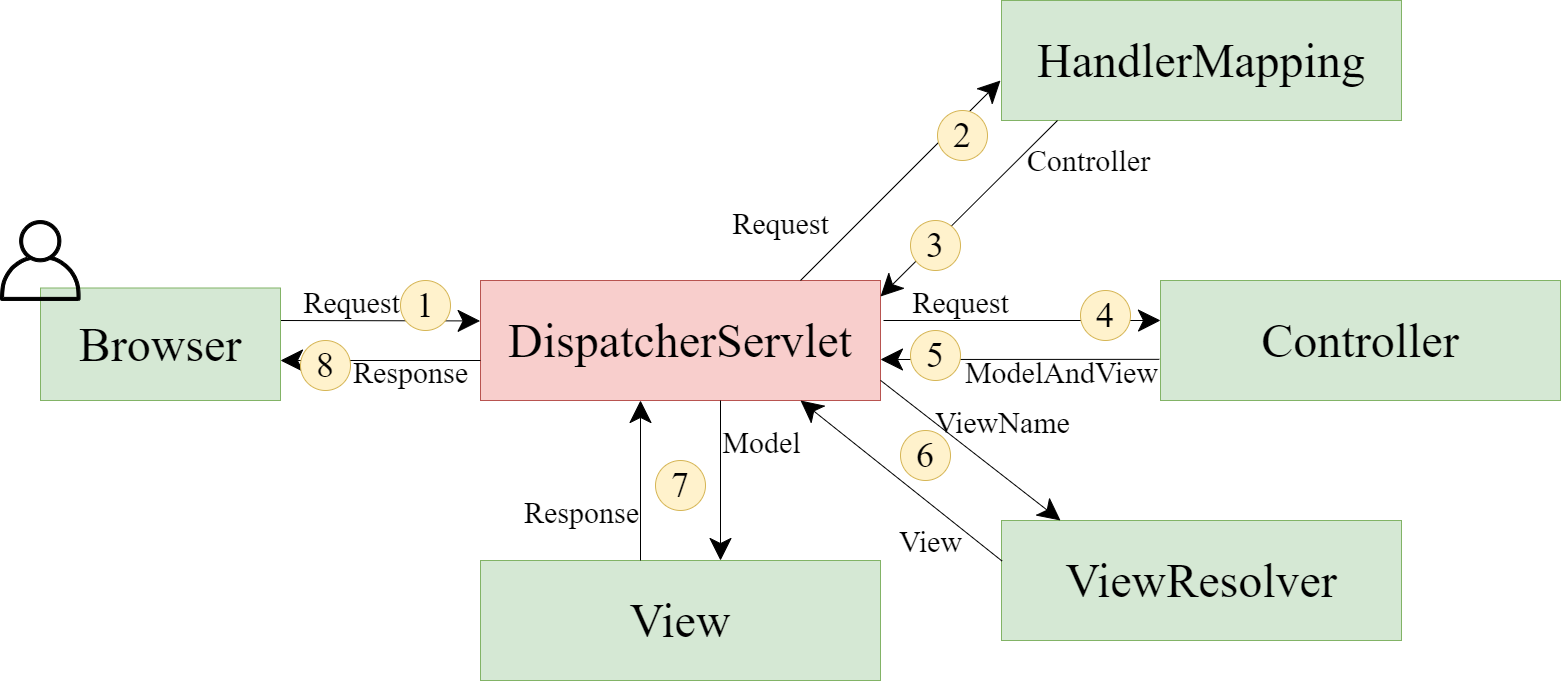 HandlerMapping
2
Controller
Request
3
Request
1
Request
4
Browser
DispatcherServlet
Controller
8
Response
5
ModelAndView
ViewName
Model
6
7
Response
View
ViewResolver
View